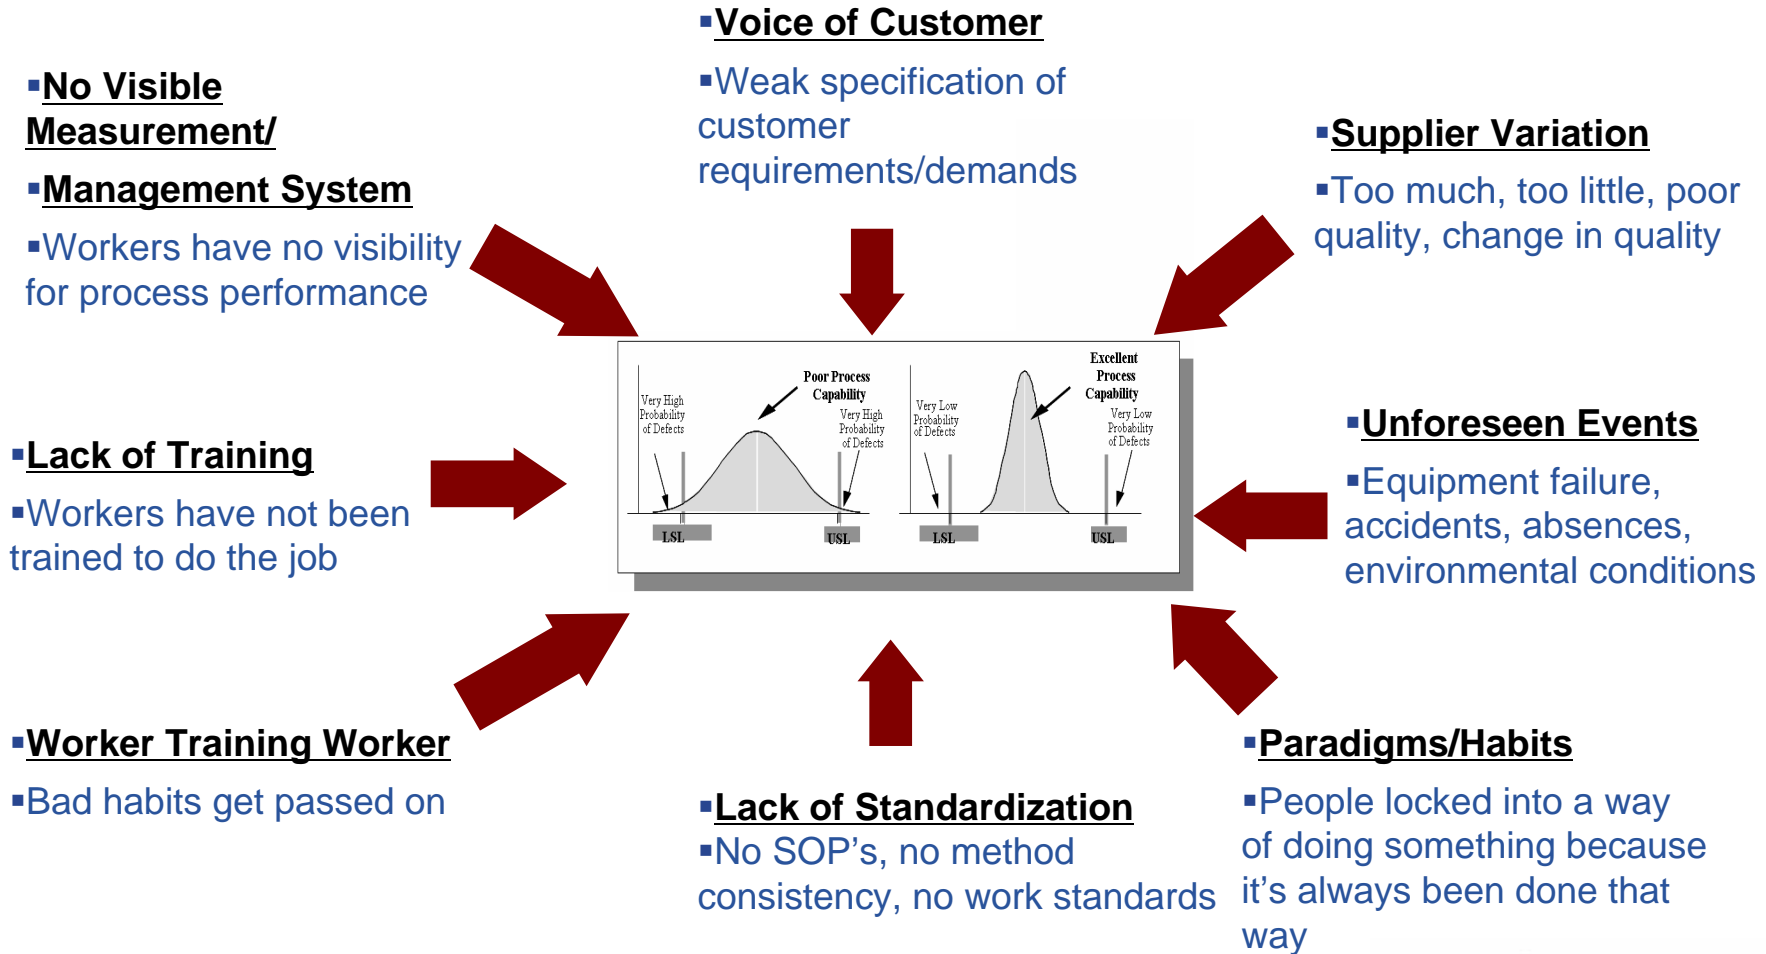 ▪Voice of Customer
▪Weak specification of
customer
requirements/demands
▪No Visible
Measurement/
▪Management System
▪Workers have no visibility
for process performance
▪Supplier Variation
▪Too much, too little, poor
quality, change in quality
▪Lack of Training
▪Workers have not been
trained to do the job
Poor Process
Capability
Very High
Probability
of Defects
Very High
Probability
of Defects
LSL
USL
Excellent
Process
Capability
Very Low
Probability
of Defects
Very Low
Probability
of Defects
LSL
USL
▪Unforeseen Events
▪Equipment failure,
accidents, absences,
environmental conditions
▪Worker Training Worker
▪Bad habits get passed on
▪Lack of Standardization
▪No SOP’s, no method
consistency, no work standards
▪Paradigms/Habits
▪People locked into a way
of doing something because
it’s always been done that
way